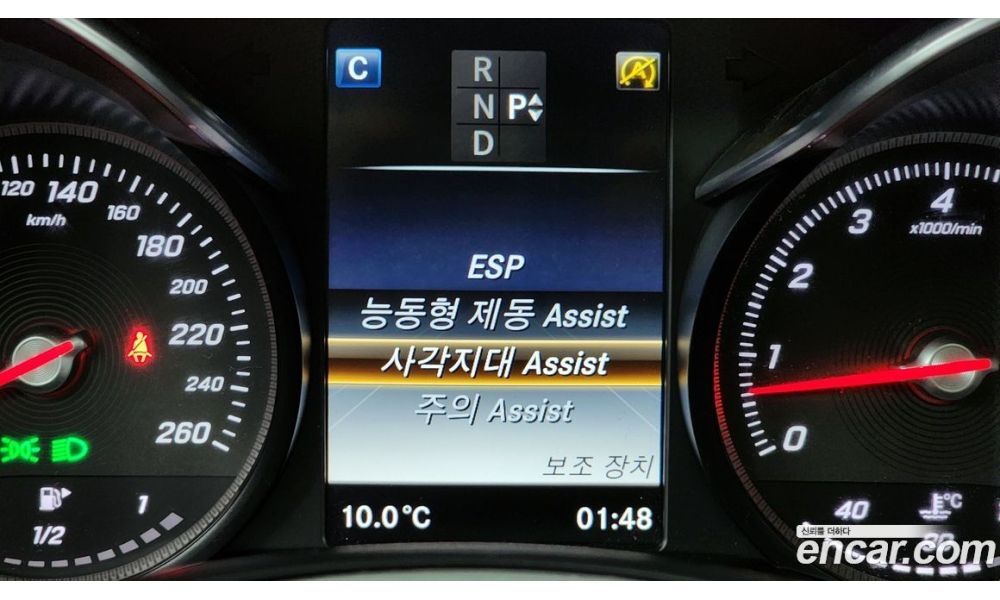 120
140
km/h
160
180
200
220
240
260
1/2
1
C
R
N
P
D
A
ESP
능동형 제동 Assist
사각지대 Assist
주의 Assist
보조 장치
10.0°C
01:48
4
x1000/min
3
2
1
0
40
°C
신뢰를 더하다
encar.com